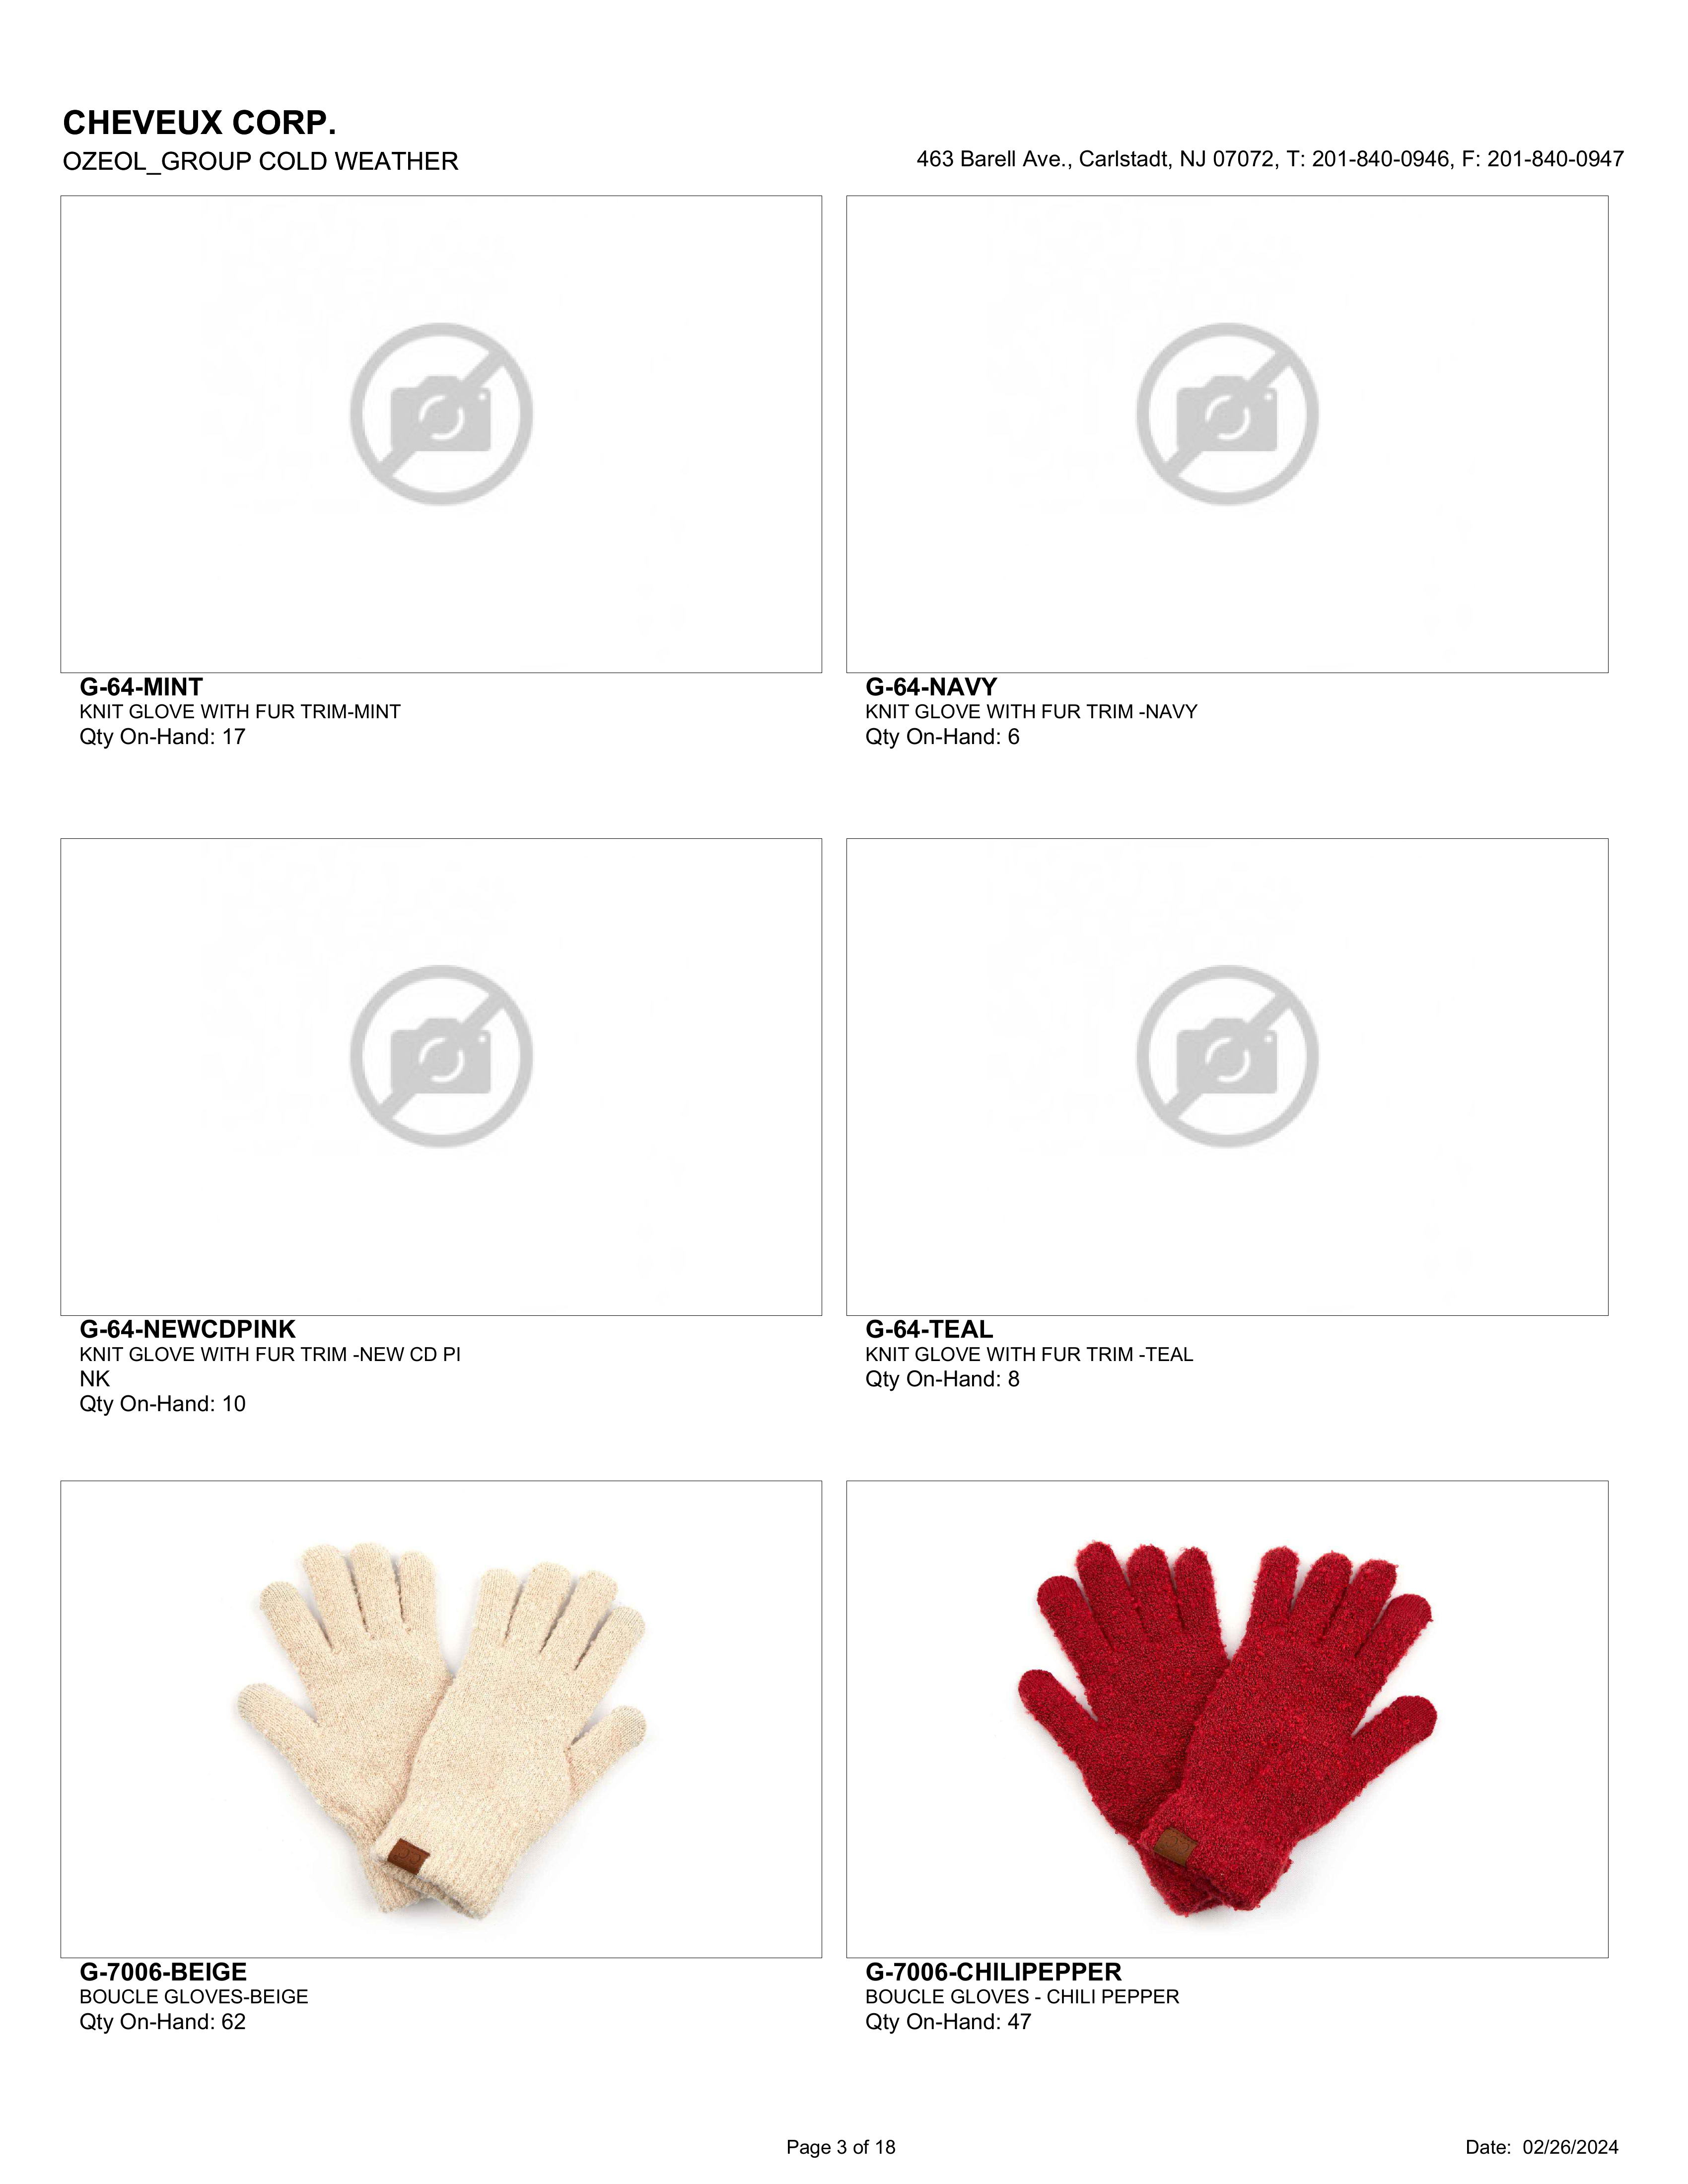 CHEVEUX CORP.
OZEOL_GROUP COLD WEATHER
463 Barell Ave., Carlstadt, NJ 07072, T: 201-840-0946, F: 201-840-0947
G-64-MINT
KNIT GLOVE WITH FUR TRIM-MINT
Qty On-Hand: 17
G-64-NAVY
KNIT GLOVE WITH FUR TRIM -NAVY
Qty On-Hand: 6
G-64-NEWCDPINK
KNIT GLOVE WITH FUR TRIM -NEW CD PI
NK
Qty On-Hand: 10
G-64-TEAL
KNIT GLOVE WITH FUR TRIM -TEAL
Qty On-Hand: 8
G-7006-BEIGE
BOUCLE GLOVES-BEIGE
Qty On-Hand: 62
G-7006-CHILIPEPPER
BOUCLE GLOVES - CHILI PEPPER
Qty On-Hand: 47
Page 3 of 18
Date: 02/26/2024